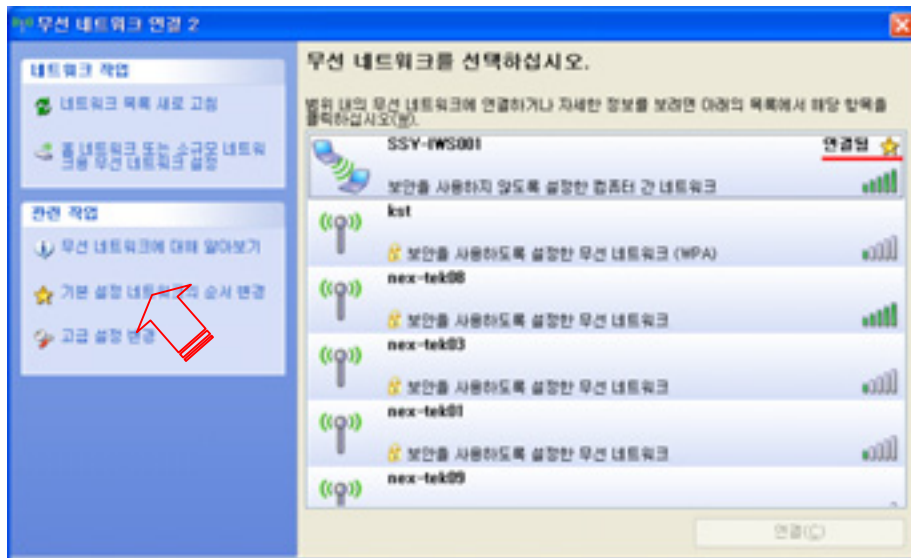 무선 네트워크 연결 2
네트워크 작업
네트워크 목록 새로 고침
홈 네트워크 또는 소규모 네트워
크용 무선 네트워크 설정
관련 작업
무선 네트워크에 대해 알아보기
기본 설정 네트워크의 순서 변경
고급 설정 변경
무선 네트워크를 선택하십시오.
범위 내의 무선 네트워크에 연결하거나 자세한 정보를 보려면 아래의 목록에서 해당 항목을
클릭하십시오(W).
SSY-IWS001
연결됨
보안을 사용하지 않도록 설정한 컴퓨터 간 네트워크
kst
보안을 사용하도록 설정한 무선 네트워크 (WPA)
nex-tek08
보안을 사용하도록 설정한 무선 네트워크
nex-tek03
보안을 사용하도록 설정한 무선 네트워크
nex-tek01
보안을 사용하도록 설정한 무선 네트워크
nex-tek09
연결(C)